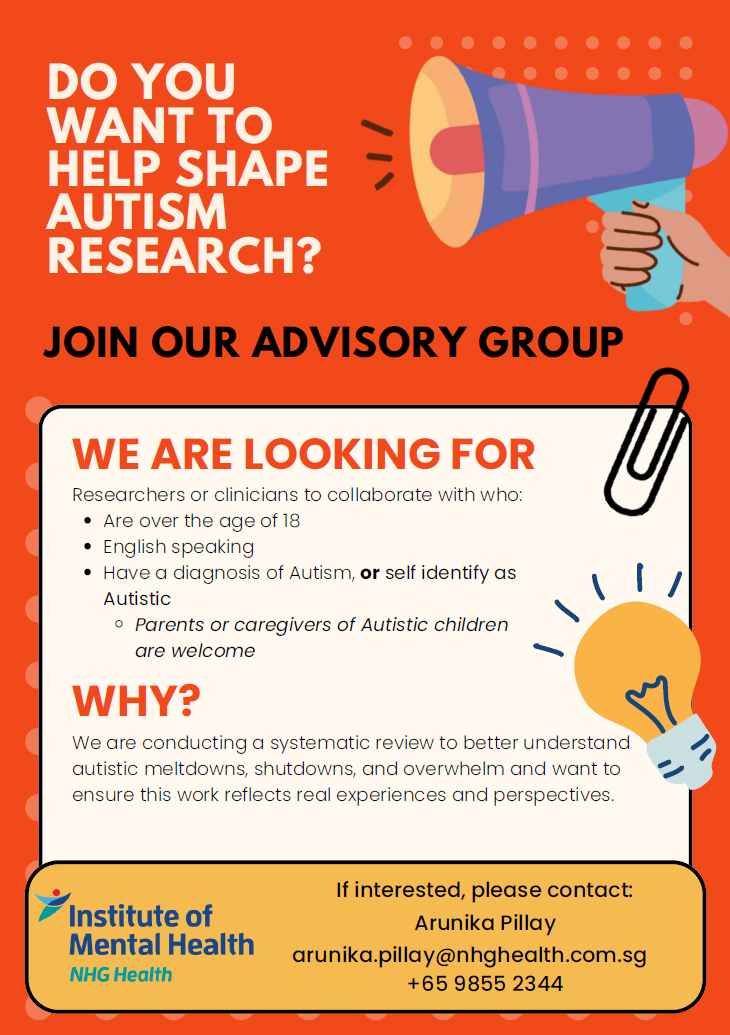 DO YOU
WANT TO
HELP SHAPE
AUTISM
RESEARCH?
JOIN OUR ADVISORY GROUP
WE ARE LOOKING FOR
Researchers or clinicians to collaborate with who:
• Are over the age of 18
• English speaking
• Have a diagnosis of Autism, or self identify as
Autistic
○ Parents or caregivers of Autistic children
are welcome
WHY?
We are conducting a systematic review to better understand
autistic meltdowns, shutdowns, and overwhelm and want to
ensure this work reflects real experiences and perspectives.
Institute of
Mental Health
NHG Health
If interested, please contact:
Arunika Pillay
arunika.pillay@nhghealth.com.sg
+65 9855 2344